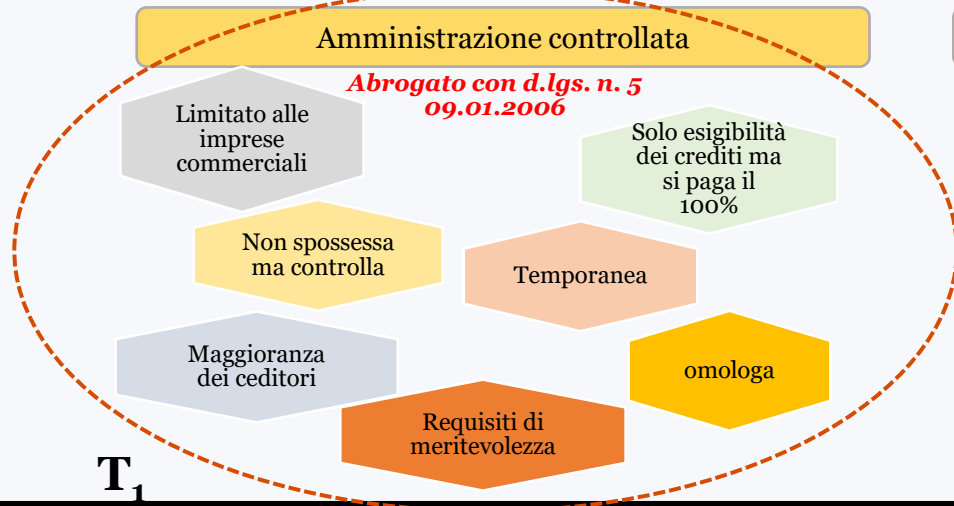 Amministrazione controllata
Abrogato con d.lgs. n. 5
09.01.2006
Limitato alle
imprese
commerciali
Solo esigibilità
dei crediti ma
si paga il
100%
Non spossessa
ma controlla
Temporanea
Maggioranza
dei ceditori
omologa
Requisiti di
meritevolezza
T1